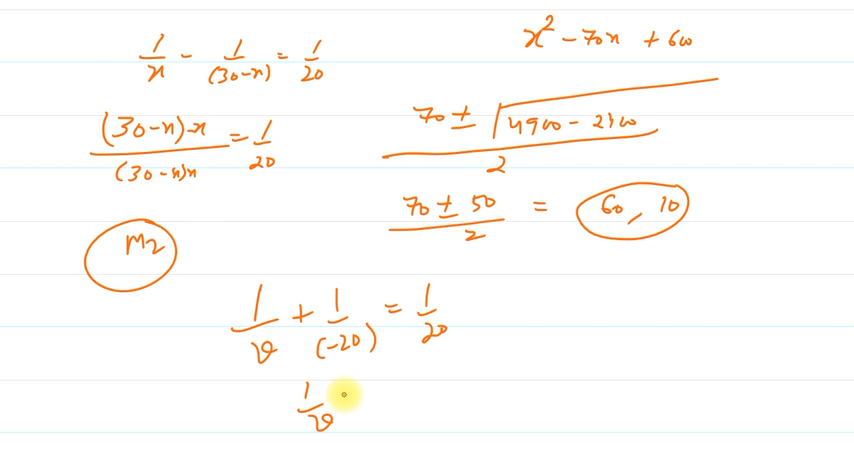 1/x - 1/(30-x) = 1/20
(30-x)-x/(30-x)x = 1/20
M2
x² - 70x + 600
70 ± √4900 - 2400 / 2
70 ± 50 / 2 = 60, 10
1/v + 1/(-20) = 1/20
1/v